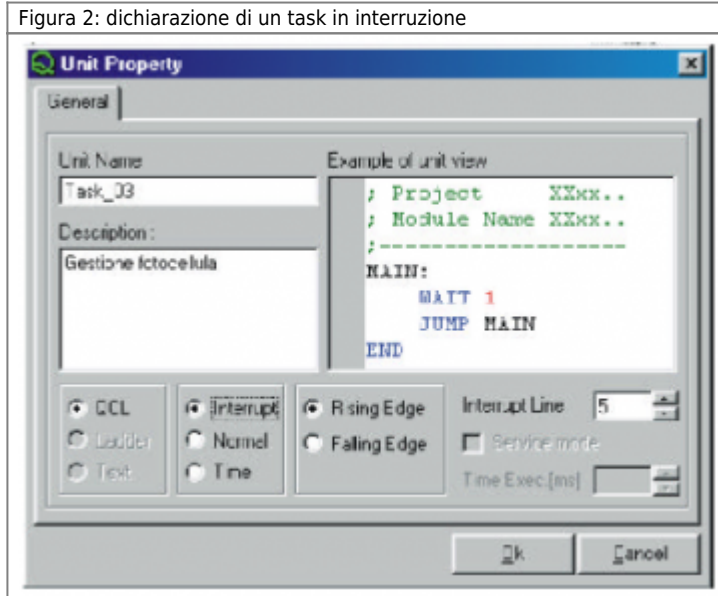 Figura 2: dichiarazione di un task in interruzione
Unit Property
General
Unit Name
Example of unit view
Task_03
Description :
Gestione fotocellula
; Project XXxx..
; Module Name XXxx..
;-------------------
MAIN:
WAIT 1
JUMP MAIN
END
QCL
Ladder
Text
Interrupt
Normal
Time
Rising Edge
Falling Edge
Interrupt Line
5
Service mode
Time Exec.[ms]
Ok
Cancel